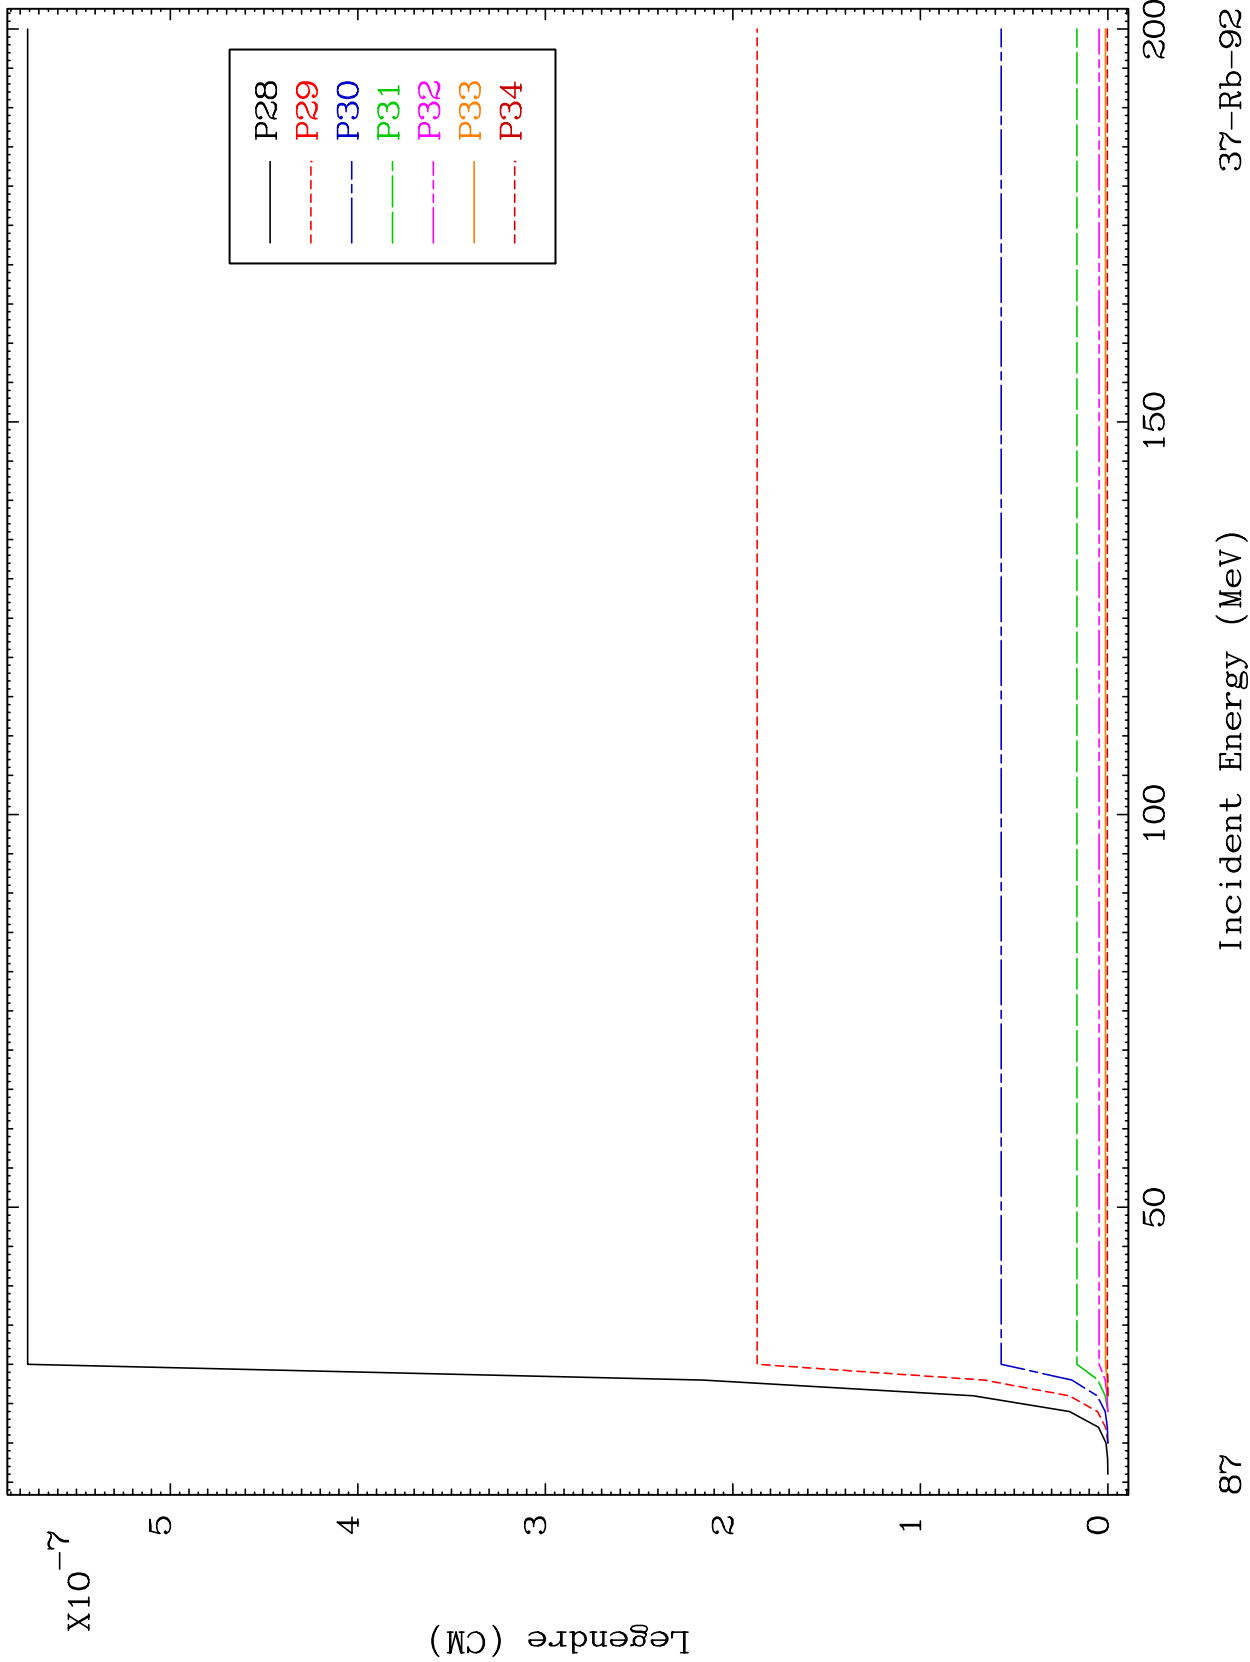 X10-7
5
4
3
2
1
0
Legendre (CM)
P28
P29
P30
P31
P32
P33
P34
50
100
150
200
Incident Energy (MeV)
87
37-Rb-92